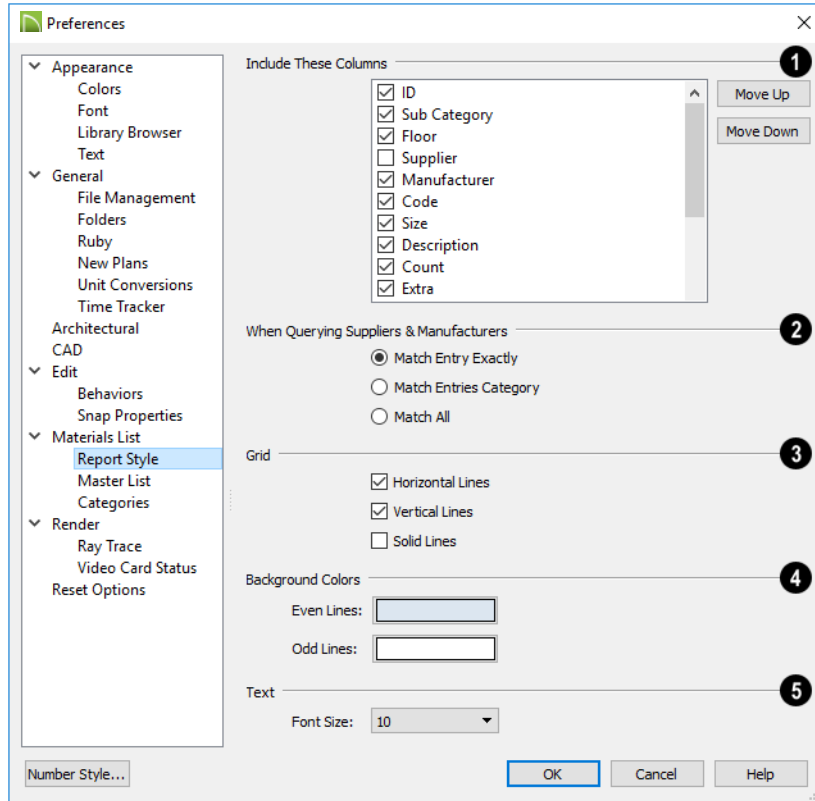 Preferences
Appearance
Colors
Font
Library Browser
Text
General
File Management
Folders
Ruby
New Plans
Unit Conversions
Time Tracker
Architectural
CAD
Edit
Behaviors
Snap Properties
Materials List
Report Style
Master List
Categories
Render
Ray Trace
Video Card Status
Reset Options
Include These Columns
1
ID
Sub Category
Floor
Supplier
Manufacturer
Code
Size
Description
Count
Extra
Move Up
Move Down
When Querying Suppliers & Manufacturers
2
Match Entry Exactly
Match Entries Category
Match All
Grid
3
Horizontal Lines
Vertical Lines
Solid Lines
Background Colors
4
Even Lines:
Odd Lines:
Text
5
Font Size: 10
Number Style...
OK
Cancel
Help